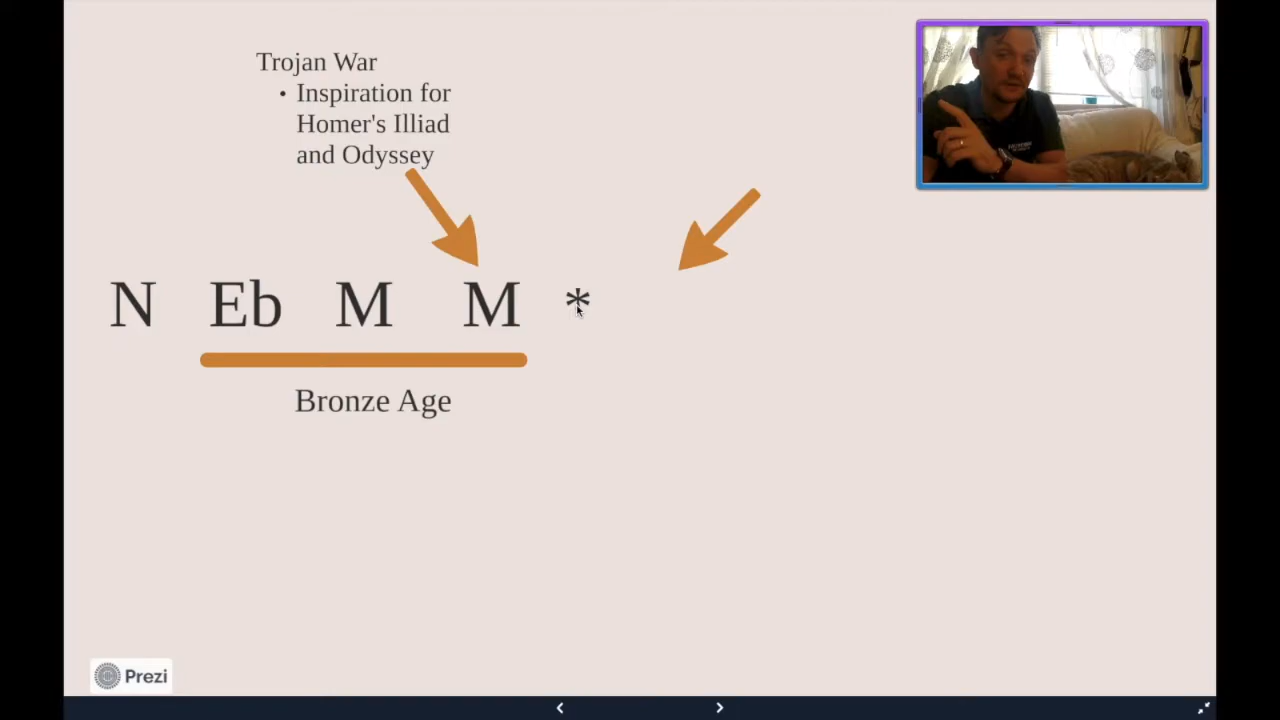 Trojan War
• Inspiration for
Homer's Illiad
and Odyssey
N Eb M M *
Bronze Age
Prezi